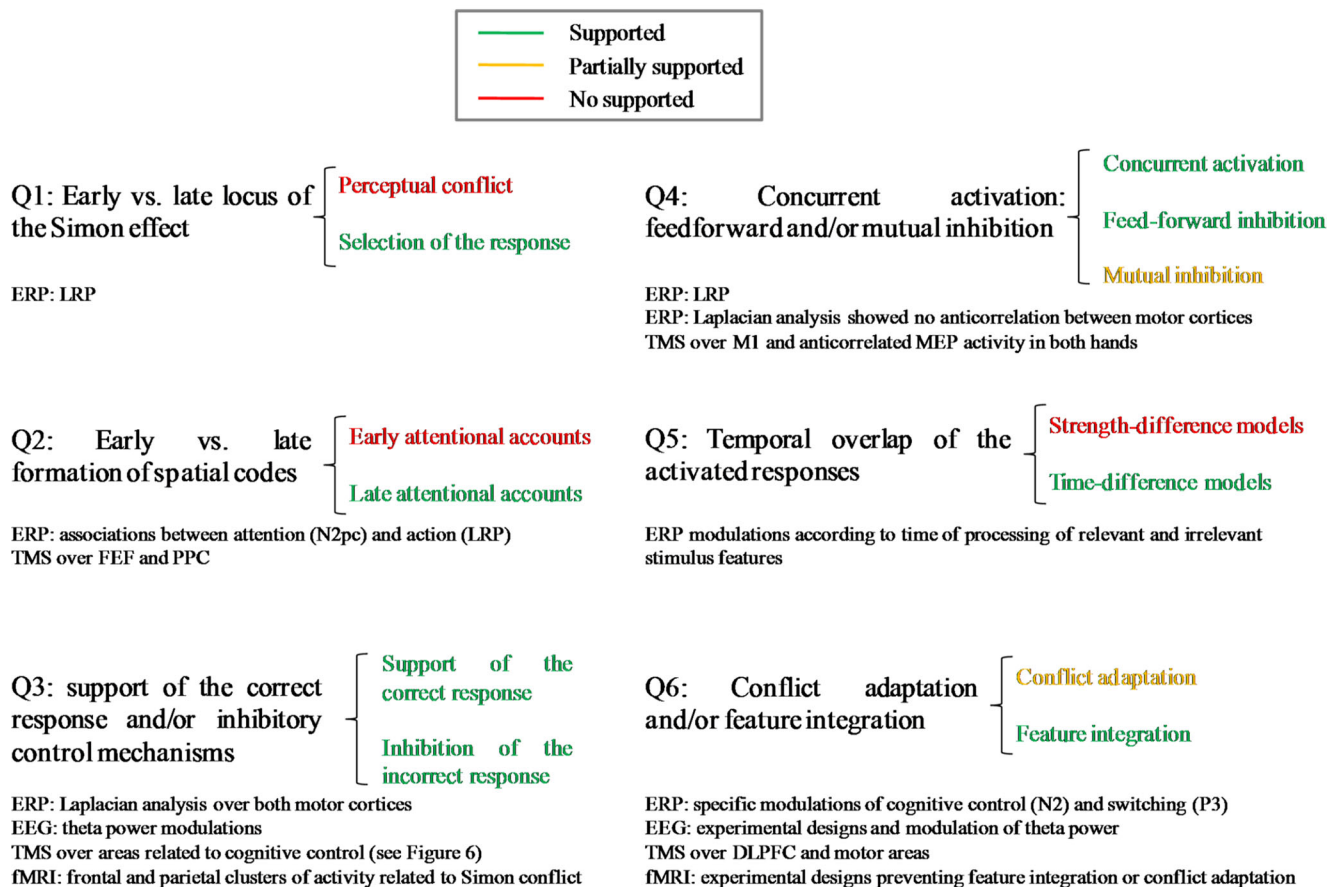 Supported
Partially supported
No supported
Q1: Early vs. late locus of
the Simon effect
Perceptual conflict
Selection of the response
ERP: LRP
Q4: Concurrent activation:
feedforward and/or mutual inhibition
Concurrent activation
Feed-forward inhibition
Mutual inhibition
ERP: LRP
ERP: Laplacian analysis showed no anticorrelation between motor cortices
TMS over M1 and anticorrelated MEP activity in both hands
Q2: Early vs. late
formation of spatial codes
Early attentional accounts
Late attentional accounts
ERP: associations between attention (N2pc) and action (LRP)
TMS over FEF and PPC
Q5: Temporal overlap of the
activated responses
Strength-difference models
Time-difference models
ERP modulations according to time of processing of relevant and irrelevant
stimulus features
Q3: support of the correct
response and/or inhibitory
control mechanisms
Support of the
correct response
Inhibition of the
incorrect response
ERP: Laplacian analysis over both motor cortices
EEG: theta power modulations
TMS over areas related to cognitive control (see Figure 6)
fMRI: frontal and parietal clusters of activity related to Simon conflict
Q6: Conflict adaptation
and/or feature integration
Conflict adaptation
Feature integration
ERP: specific modulations of cognitive control (N2) and switching (P3)
EEG: experimental designs and modulation of theta power
TMS over DLPFC and motor areas
fMRI: experimental designs preventing feature integration or conflict adaptation